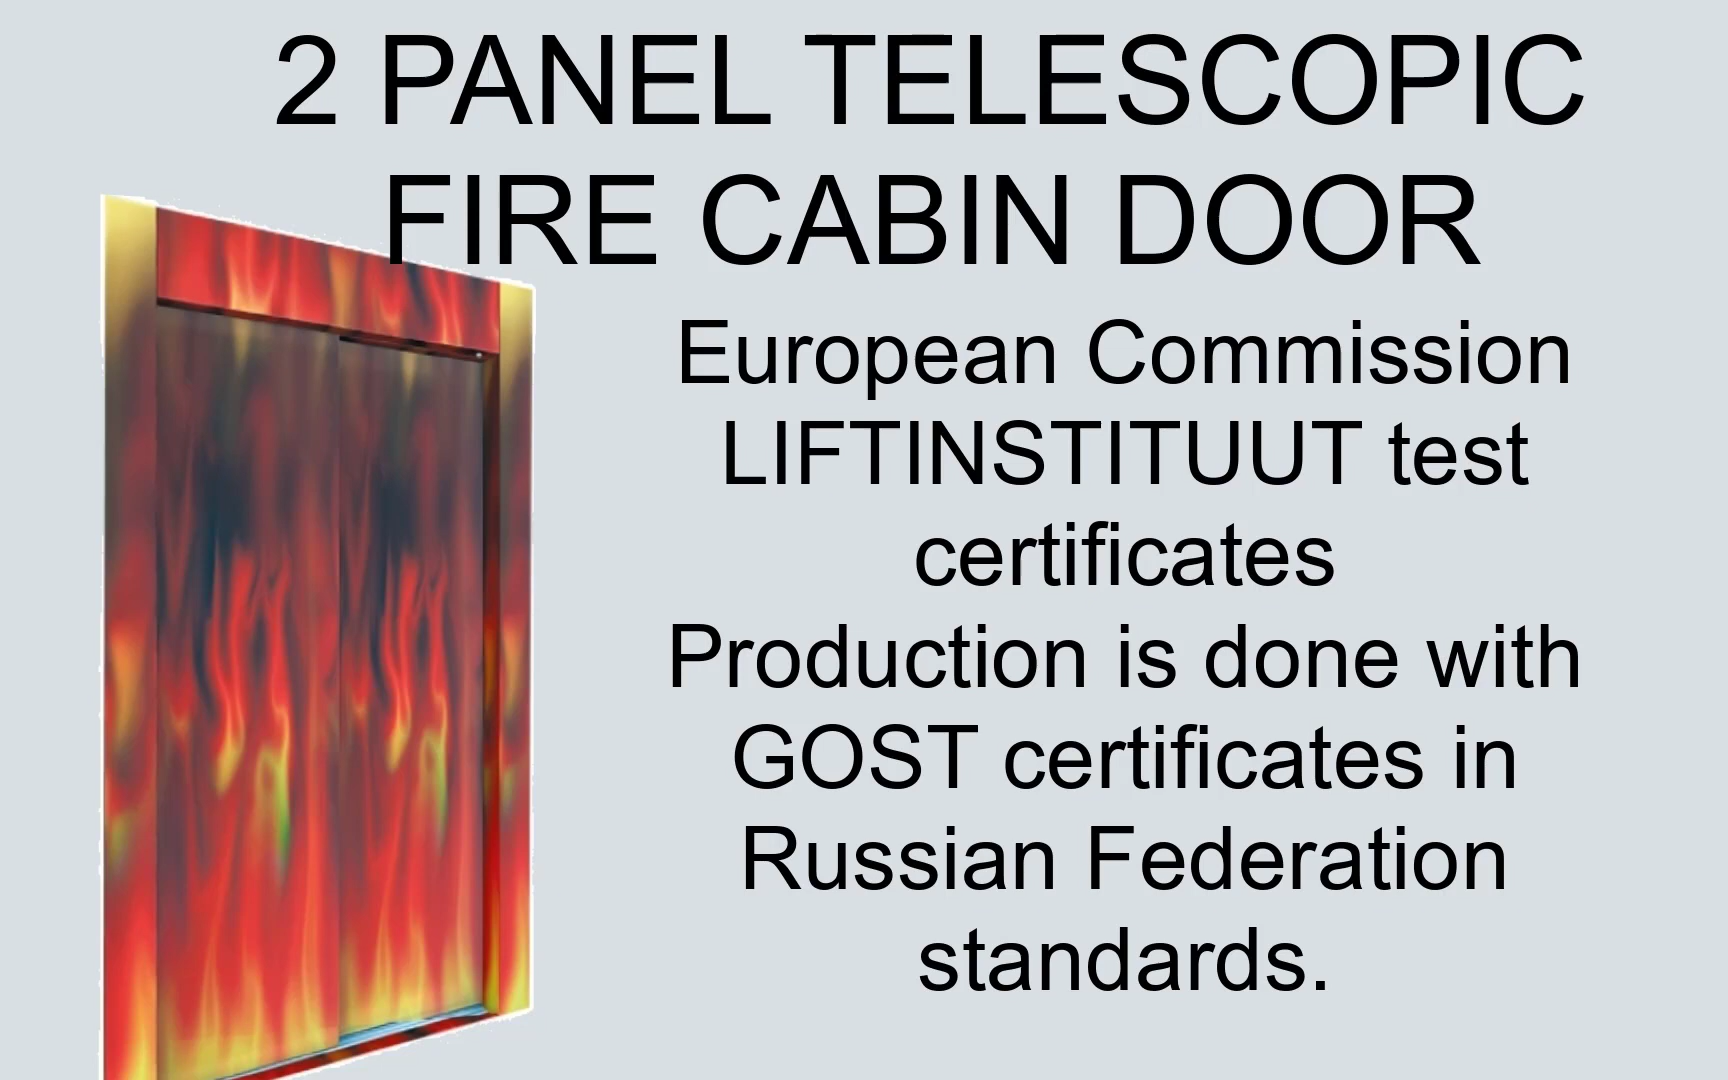 2 PANEL TELESCOPIC
FIRE CABIN DOOR
European Commission
LIFTINSTITUUT test
certificates
Production is done with
GOST certificates in
Russian Federation
standards.